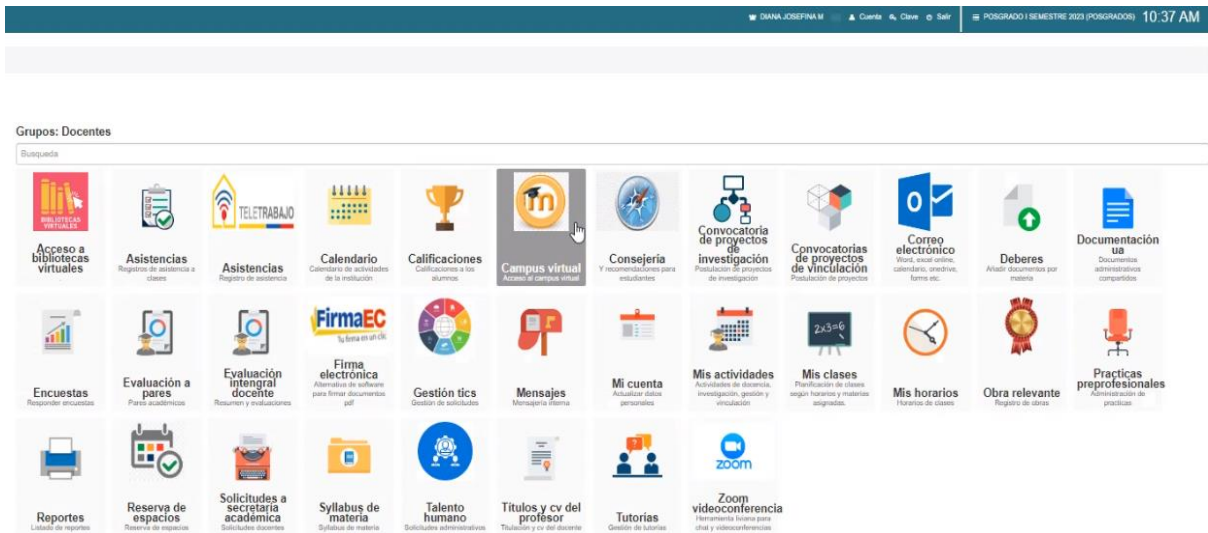 DIANA JOSEFINA M Cuenta Clave Salir POSGRADO I SEMESTRE 2023 (POSGRADOS) 10:37 AM
Grupos: Docentes
Busqueda
BIBLIOTECAS
VIRTUALES
Acceso a
bibliotecas
virtuales
Asistencias
Registros de asistencia a
clases
TELETRABAJO
Asistencias
Registro de asistencia
Calendario
Calendario de actividades
de la institución
Calificaciones
Calificaciones a los
alumnos
m
Campus virtual
Acceso al campus virtual
Consejería
Y recomendaciones para
estudiantes
Convocatoria
de proyectos
de
investigación
Postulación de proyectos
de investigación
Convocatorias
de proyectos
de vinculación
Postulación de proyectos
O
Correo
electrónico
Word, excel online,
calendario, onedrive,
forms etc.
Deberes
Añadir documentos por
materia
Documentación
ua
Documentos
administrativos
compartidos
Encuestas
Responder encuestas
Evaluación a
pares
Pares académicos
Evaluación
intengral
docente
Resumen y evaluaciones
FirmaEC
Tu firma en un clic
Firma
electrónica
Alternativa de software
para firmar documentos
pdf
Gestión tics
Gestión de solicitudes
Mensajes
Mensajería interna
Mi cuenta
Actualizar datos
personales
Mis actividades
Actividades de docencia,
investigación, gestión y
vinculación
2x3=6
Mis clases
Planificación de clases
según horarios y materias
asignadas.
Mis horarios
Horarios de clases
Obra relevante
Registro de obras
Practicas
preprofesionales
Administración de
practicas
Reportes
Listado de reportes
Reserva de
espacios
Reserva de espacios
Solicitudes a
secretaría
académica
Solicitudes docentes
Syllabus de
materia
Syllabus de materia
Talento
humano
Solicitudes administrativos
Títulos y cv del
profesor
Titulación y cv del docente
Tutorías
Gestión de tutorías
zoom
Zoom
videoconferencia
Herramienta liviana para
chat y videoconferencias